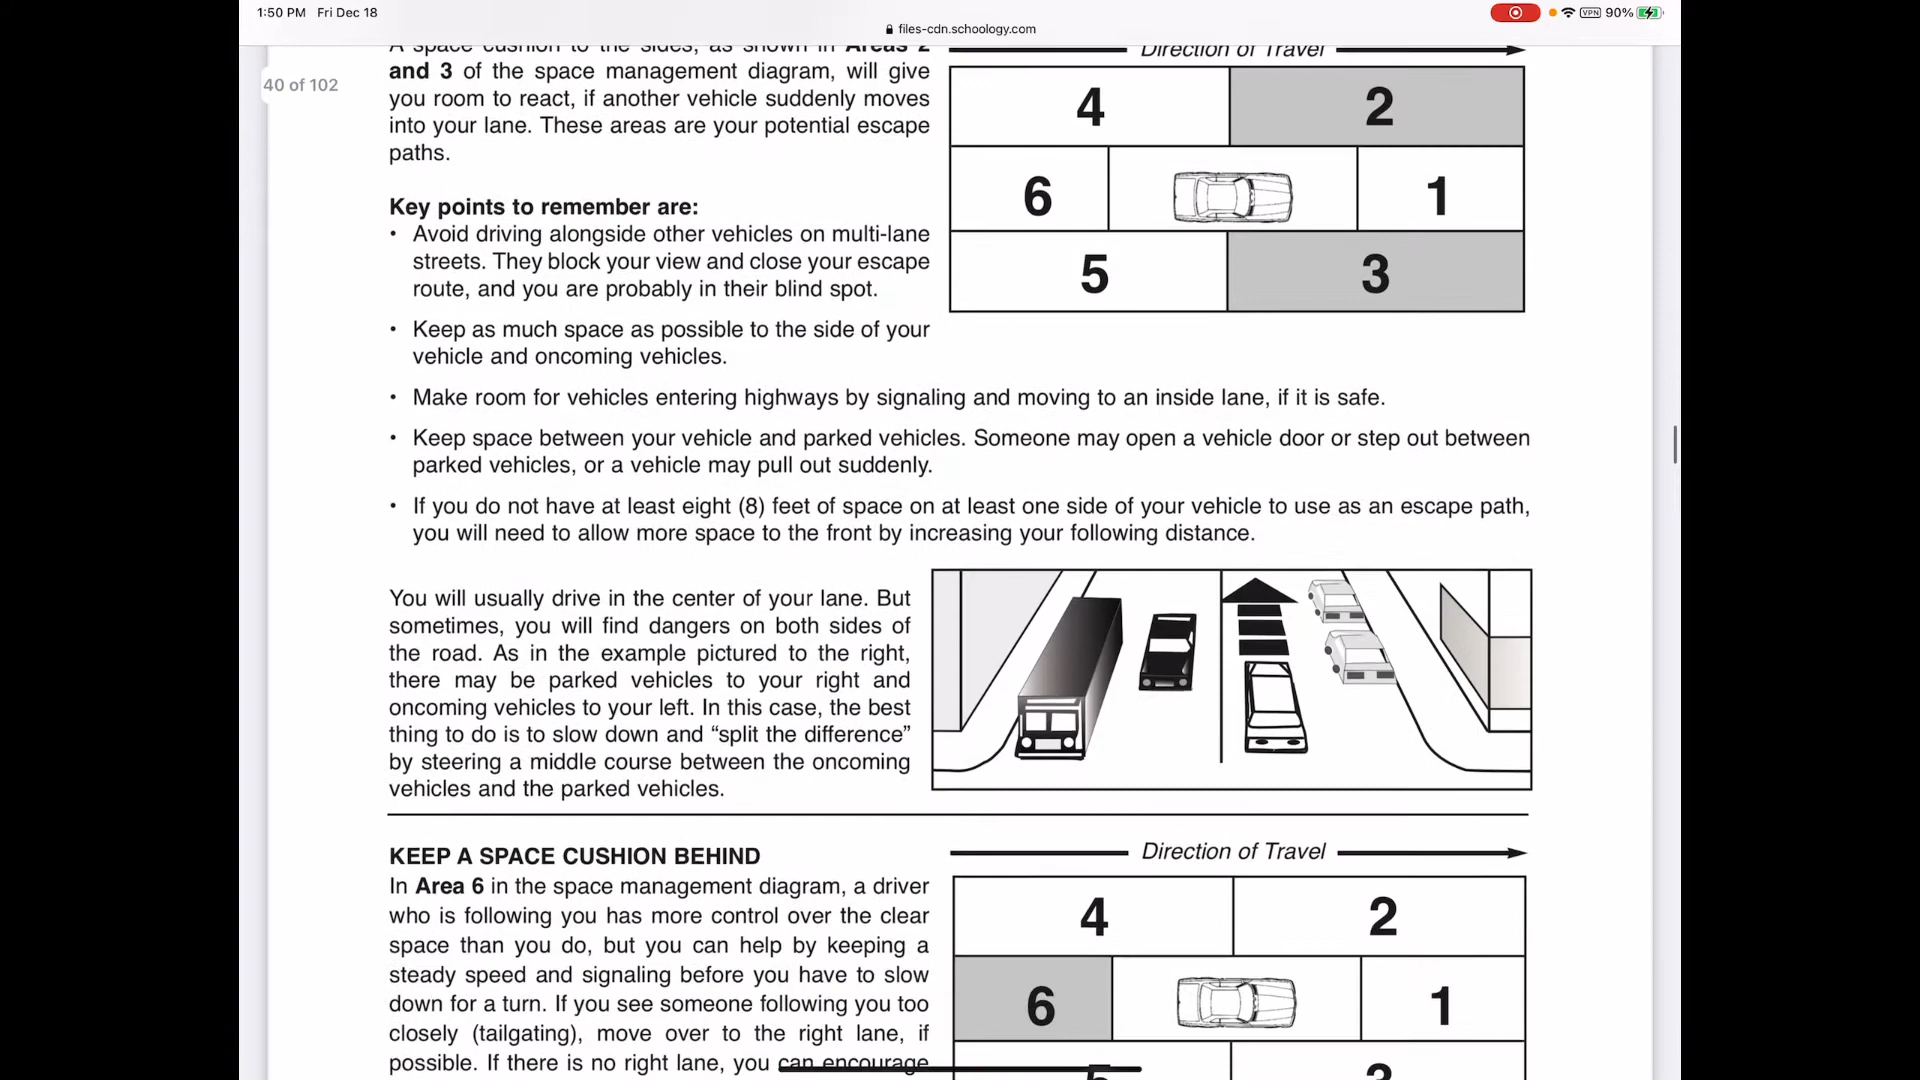 1:50 PM Fri Dec 18
VPN 90%
files-cdn.schoology.com
40 of 102
A space cushion to the sides, as shown in Areas 2
and 3 of the space management diagram, will give
you room to react, if another vehicle suddenly moves
into your lane. These areas are your potential escape
paths.
Direction of Travel
4 2
6 1
5 3
Key points to remember are:
• Avoid driving alongside other vehicles on multi-lane
streets. They block your view and close your escape
route, and you are probably in their blind spot.
• Keep as much space as possible to the side of your
vehicle and oncoming vehicles.
• Make room for vehicles entering highways by signaling and moving to an inside lane, if it is safe.
• Keep space between your vehicle and parked vehicles. Someone may open a vehicle door or step out between
parked vehicles, or a vehicle may pull out suddenly.
• If you do not have at least eight (8) feet of space on at least one side of your vehicle to use as an escape path,
you will need to allow more space to the front by increasing your following distance.
You will usually drive in the center of your lane. But
sometimes, you will find dangers on both sides of
the road. As in the example pictured to the right,
there may be parked vehicles to your right and
oncoming vehicles to your left. In this case, the best
thing to do is to slow down and “split the difference”
by steering a middle course between the oncoming
vehicles and the parked vehicles.
KEEP A SPACE CUSHION BEHIND
In Area 6 in the space management diagram, a driver
who is following you has more control over the clear
space than you do, but you can help by keeping a
steady speed and signaling before you have to slow
down for a turn. If you see someone following you too
closely (tailgating), move over to the right lane, if
possible. If there is no right lane, you can encourage
Direction of Travel
4 2
6 1
5 3